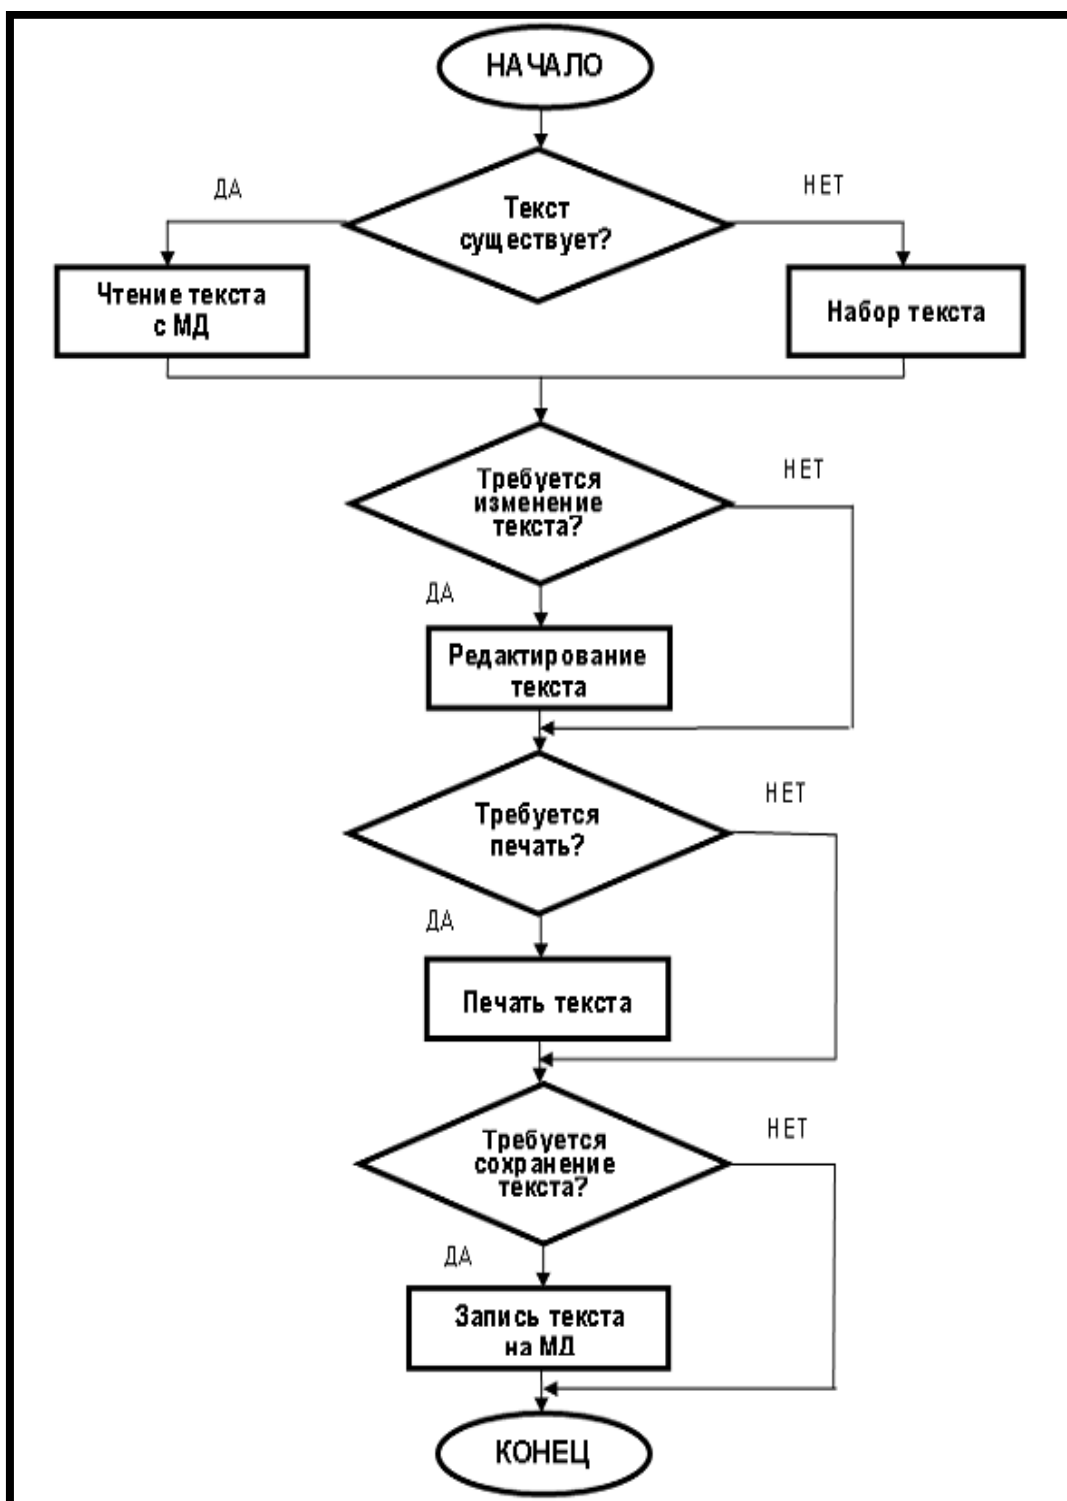 НАЧАЛО
ДА
НЕТ
Текст
существует?
Чтение текста
с МД
Набор текста
Требуется
изменение
текста?
НЕТ
ДА
Редактирование
текста
Требуется
печать?
НЕТ
ДА
Печать текста
Требуется
сохранение
текста?
НЕТ
ДА
Запись текста
на МД
КОНЕЦ